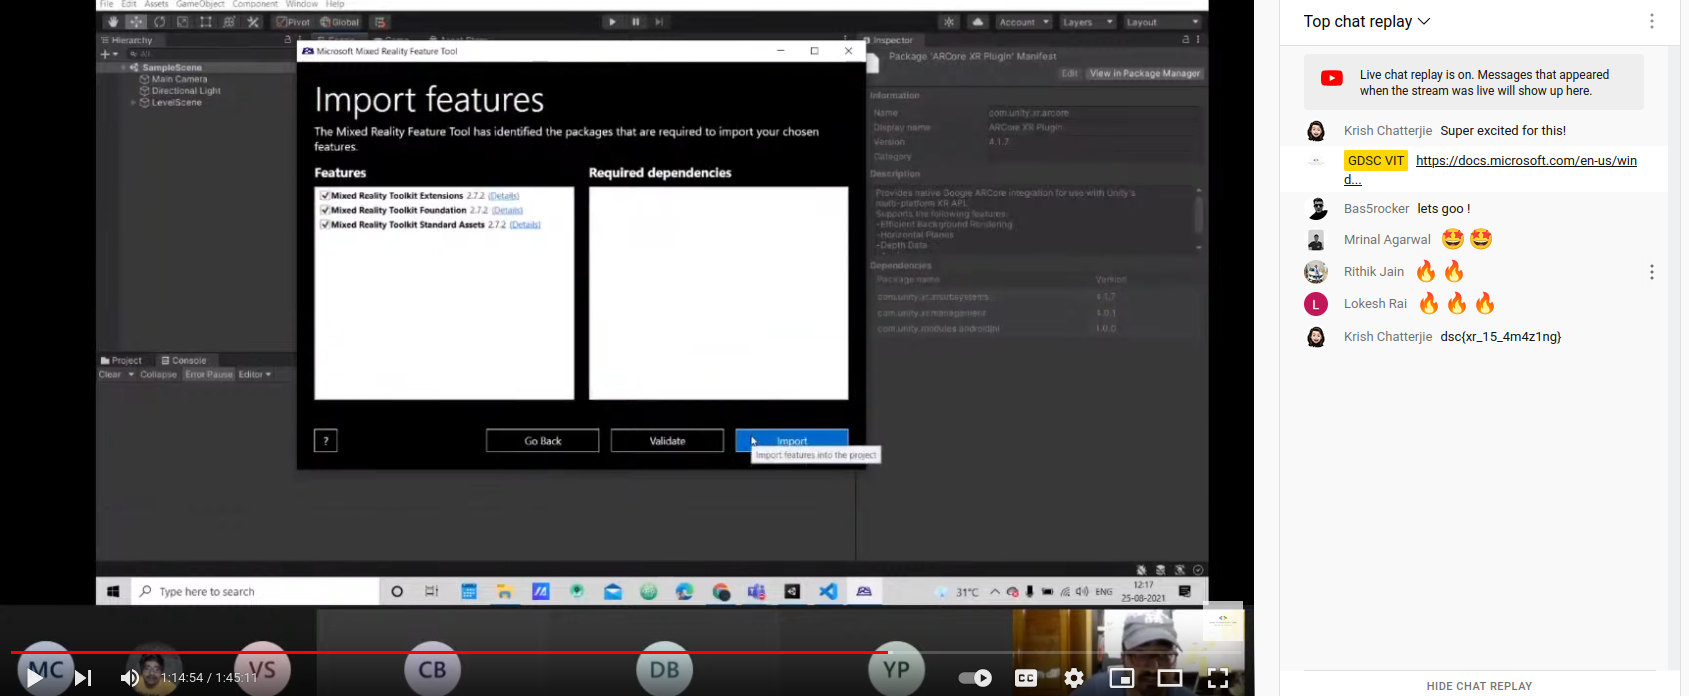 File Edit Assets GameObject Component Window Help
Pivot Global
Account Layers Layout
Hierarchy
Inspector
SampleScene
Main Camera
Directional Light
LevelScene
Package 'ARCore XR Plugin' Manifest
Edit View in Package Manager
Information
Name com.unity.xr.arcore
Display name ARCore XR Plugin
Version 4.1.7
Category
Description
Provides native Google ARCore integration for use with Unity's
multi-platform XR API.
Supports the following features:
-Efficient Background Rendering
-Horizontal Planes
-Depth Data
Dependencies
Package name Version
com.unity.xr.arsubsystems 4.1.7
com.unity.xr.management 4.0.1
com.unity.modules.androidjni 1.0.0
Microsoft Mixed Reality Feature Tool
Import features
The Mixed Reality Feature Tool has identified the packages that are required to import your chosen
features.
Features Required dependencies
Mixed Reality Toolkit Extensions 2.7.2 (Details)
Mixed Reality Toolkit Foundation 2.7.2 (Details)
Mixed Reality Toolkit Standard Assets 2.7.2 (Details)
? Go Back Validate Import
Import features into the project
Project Console
Clear Collapse Error Pause Editor
Type here to search
31°C ENG
12:17
25-08-2021
MC VS CB DB YP
1:14:54 / 1:45:11
CC
Top chat replay
Live chat replay is on. Messages that appeared
when the stream was live will show up here.
Krish Chatterjie Super excited for this!
GDSC VIT https://docs.microsoft.com/en-us/win
d...
Bas5rocker lets goo !
Mrinal Agarwal 🤩 🤩
Rithik Jain 🔥 🔥
L Lokesh Rai 🔥 🔥 🔥
Krish Chatterjie dsc{xr_15_4m4z1ng}
HIDE CHAT REPLAY